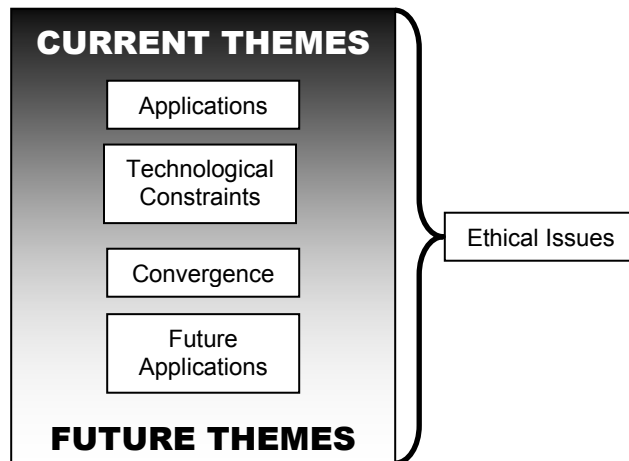 CURRENT THEMES
Applications
Technological
Constraints
Convergence
Future
Applications
FUTURE THEMES
Ethical Issues